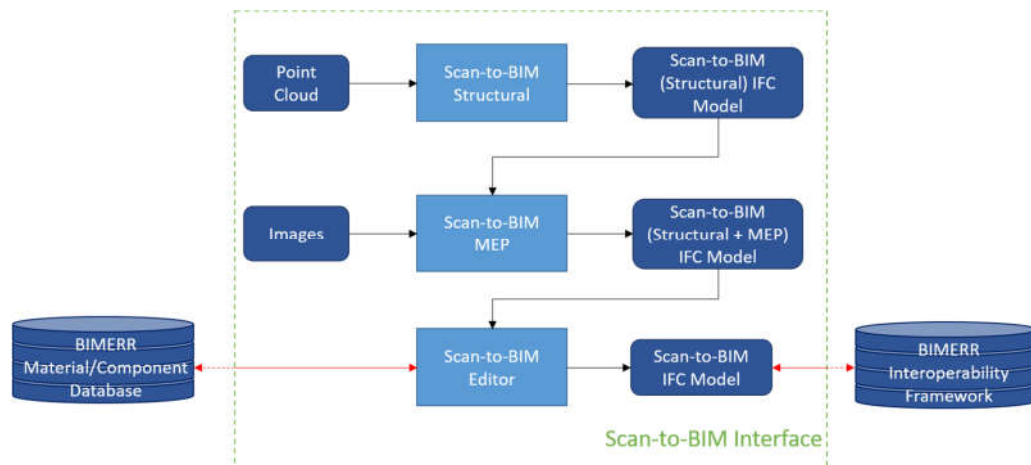 Point
Cloud
Scan-to-BIM
Structural
Scan-to-BIM
(Structural) IFC
Model
Images
Scan-to-BIM
MEP
Scan-to-BIM
(Structural + MEP)
IFC Model
BIMERR
Material/Component
Database
Scan-to-BIM
Editor
Scan-to-BIM
IFC Model
BIMERR
Interoperability
Framework
Scan-to-BIM Interface